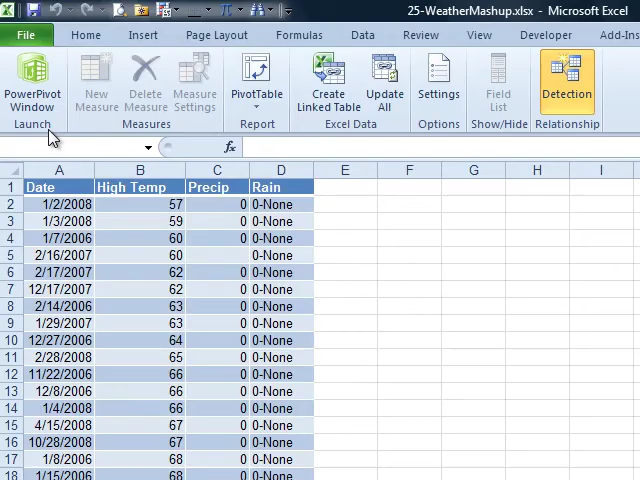 25-WeatherMashup.xlsx - Microsoft Excel
File Home Insert Page Layout Formulas Data Review View Developer Add-Ins
PowerPivot Window
New Measure
Delete Measure
Measure Settings
PivotTable
Create Linked Table
Update All
Settings
Field List
Detection
Launch Measures Report Excel Data Options Show/Hide Relationship
fx
A B C D E F G H I
1 Date High Temp Precip Rain
2 1/2/2008 57 0 0-None
3 1/3/2008 59 0 0-None
4 1/7/2006 60 0 0-None
5 2/16/2007 60 0-None
6 2/17/2007 62 0 0-None
7 12/17/2007 62 0 0-None
8 2/14/2006 63 0 0-None
9 1/29/2007 63 0 0-None
10 12/27/2006 64 0 0-None
11 2/28/2008 65 0 0-None
12 11/22/2006 66 0 0-None
13 12/8/2006 66 0 0-None
14 1/4/2008 66 0 0-None
15 4/15/2008 67 0 0-None
16 10/28/2008 67 0 0-None
17 1/8/2006 68 0 0-None
18 1/15/2006 68 0 0-None